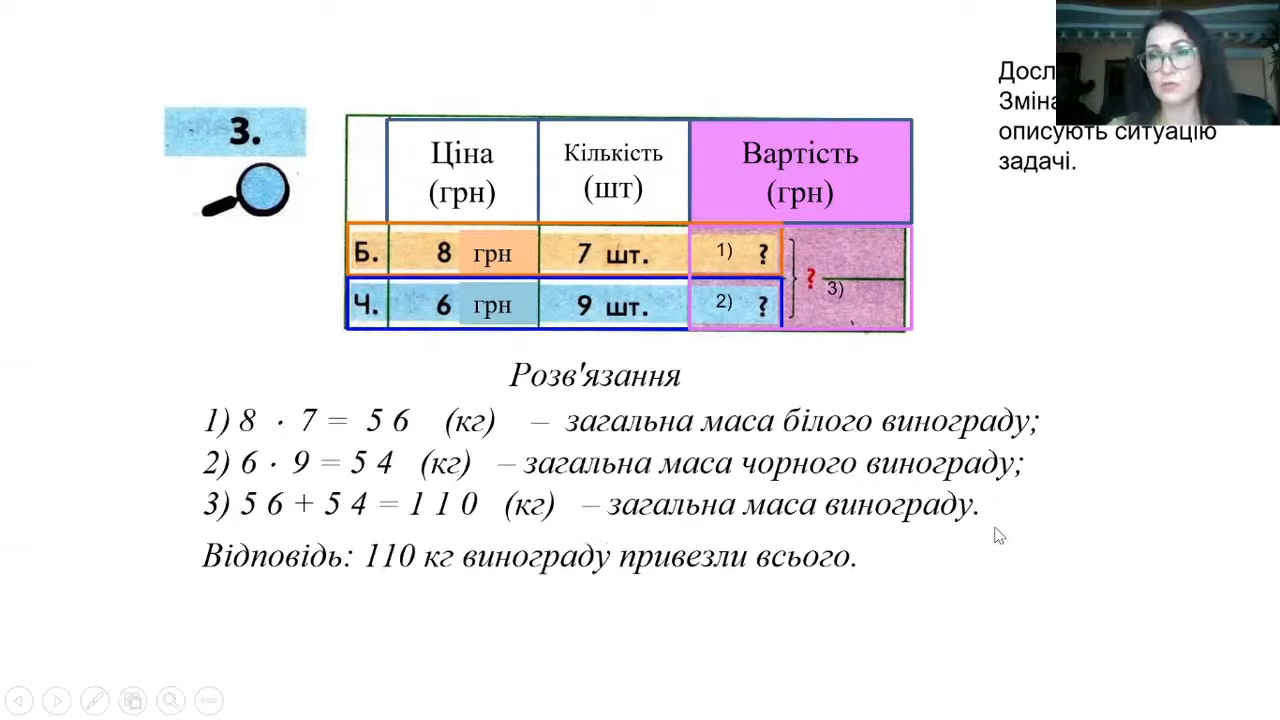 Досл
Зміна
описують ситуацію
задачі.
3.
Ціна (грн) Кількість (шт) Вартість (грн)
Б. 8 грн 7 шт. 1) ?
? 3)
Ч. 6 грн 9 шт. 2) ?
Розв'язання
1) 8 · 7 = 5 6 (кг) – загальна маса білого винограду;
2) 6 · 9 = 5 4 (кг) – загальна маса чорного винограду;
3) 5 6 + 5 4 = 1 1 0 (кг) – загальна маса винограду.
Відповідь: 110 кг винограду привезли всього.